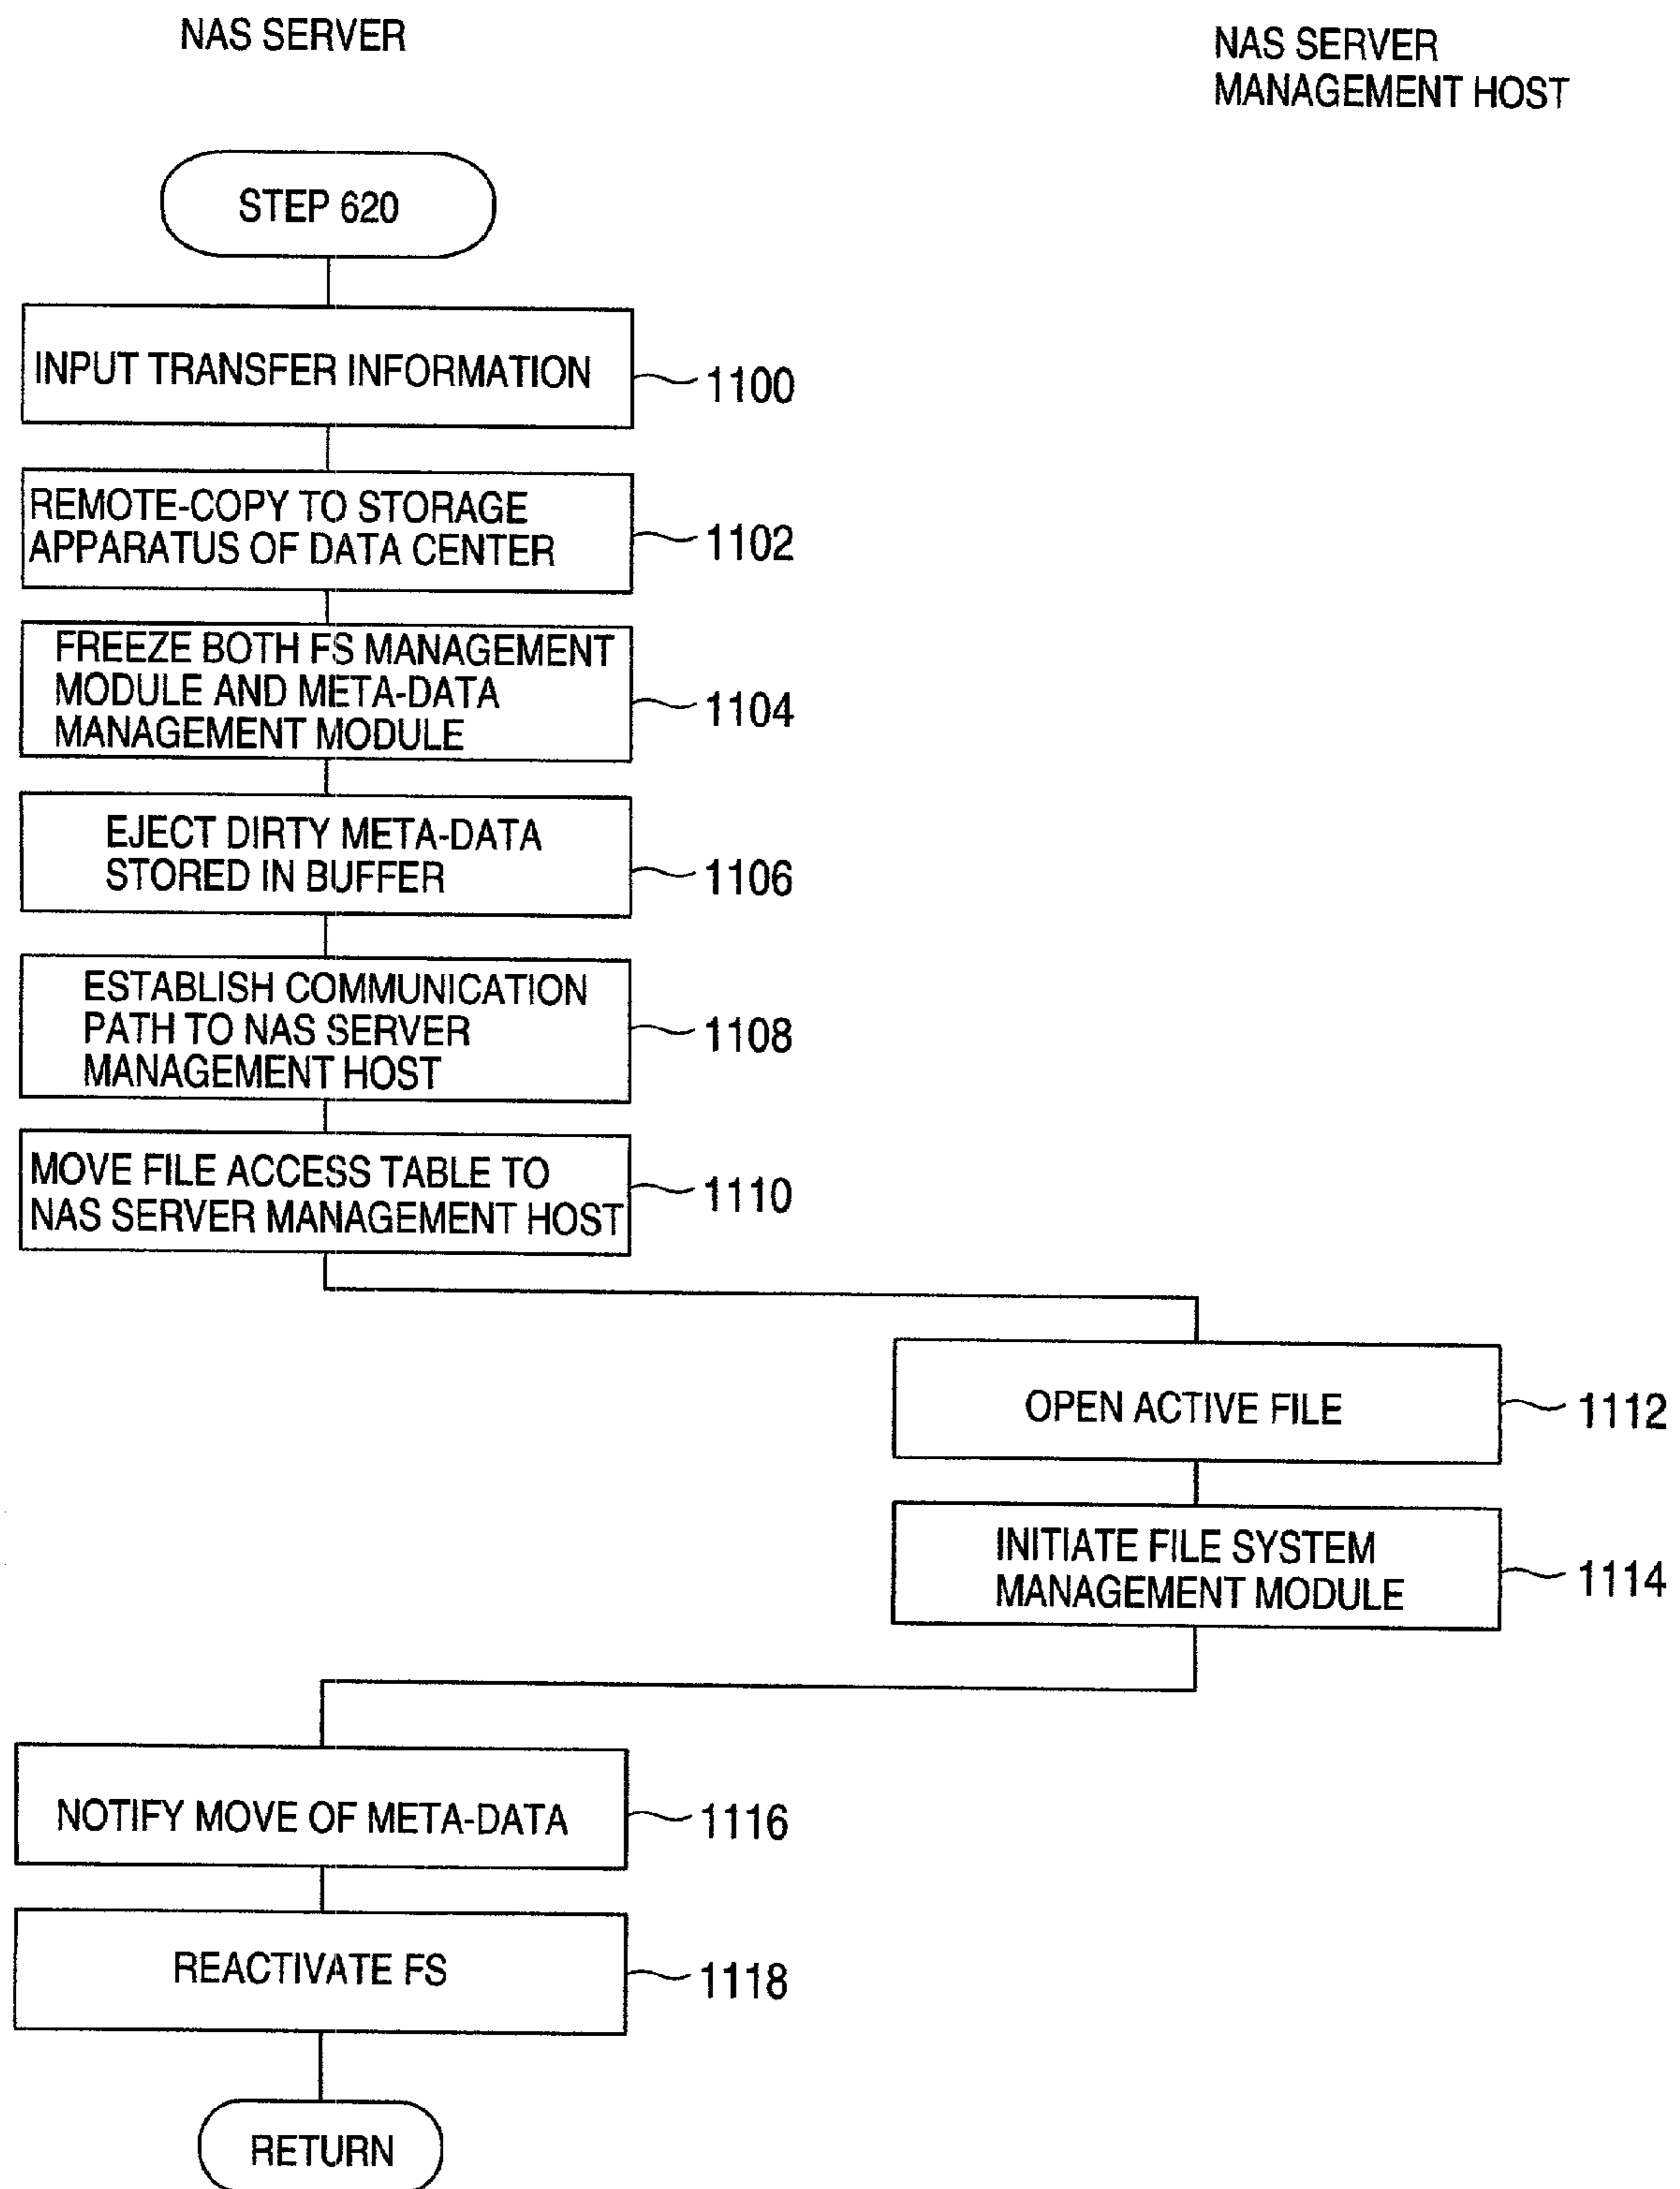 NAS SERVER
NAS SERVER
MANAGEMENT HOST
STEP 620
INPUT TRANSFER INFORMATION
1100
REMOTE-COPY TO STORAGE
APPARATUS OF DATA CENTER
1102
FREEZE BOTH FS MANAGEMENT
MODULE AND META-DATA
MANAGEMENT MODULE
1104
EJECT DIRTY META-DATA
STORED IN BUFFER
1106
ESTABLISH COMMUNICATION
PATH TO NAS SERVER
MANAGEMENT HOST
1108
MOVE FILE ACCESS TABLE TO
NAS SERVER MANAGEMENT HOST
1110
OPEN ACTIVE FILE
1112
INITIATE FILE SYSTEM
MANAGEMENT MODULE
1114
NOTIFY MOVE OF META-DATA
1116
REACTIVATE FS
1118
RETURN